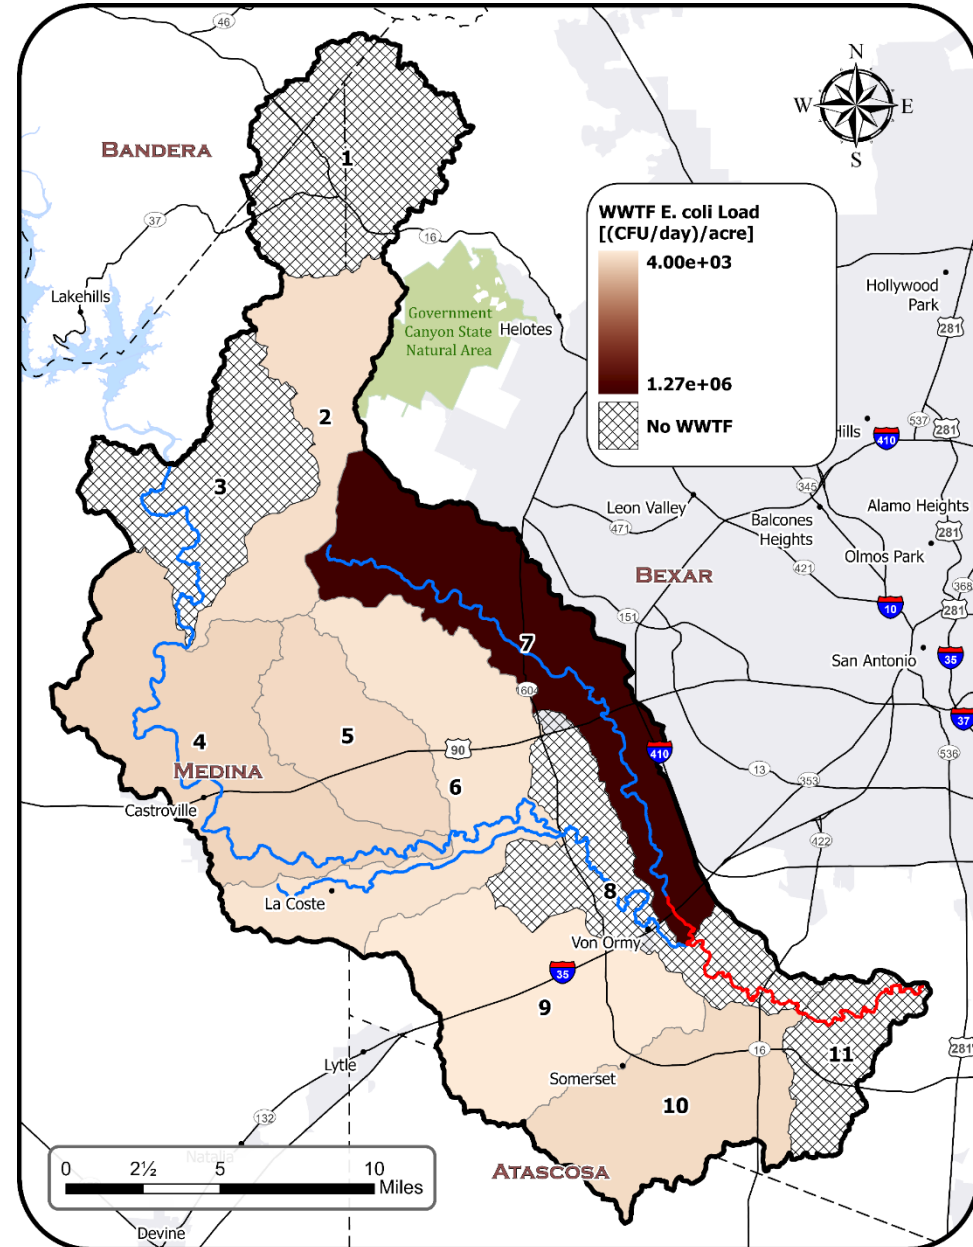 46
N
W
E
S
BANDERA
1
WWTF E. coli Load
[(CFU/day)/acre]
4.00e+03
1.27e+06
No WWTF
37
16
Lakehills
Government
Canyon State
Natural Area
Helotes
Hollywood
Park
281
2
537
281
Hills
410
3
345
Leon Valley
471
Balcones
Heights
Alamo Heights
281
Olmos Park
421
BEXAR
368
10
281
151
7
San Antonio
35
1604
37
4
5
90
410
536
MEDINA
13
353
6
Castroville
422
La Coste
8
Von Ormy
35
9
11
16
281
Lytle
Somerset
10
132
Natalia
0
2½
5
10
Miles
ATASCOSA
Devine